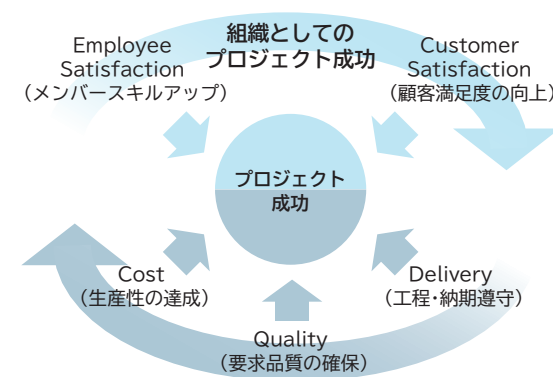 組織としての
プロジェクト成功
Employee
Satisfaction
（メンバースキルアップ）
Customer
Satisfaction
（顧客満足度の向上）
プロジェクト
成功
Cost
（生産性の達成）
Delivery
（工程・納期遵守）
Quality
（要求品質の確保）